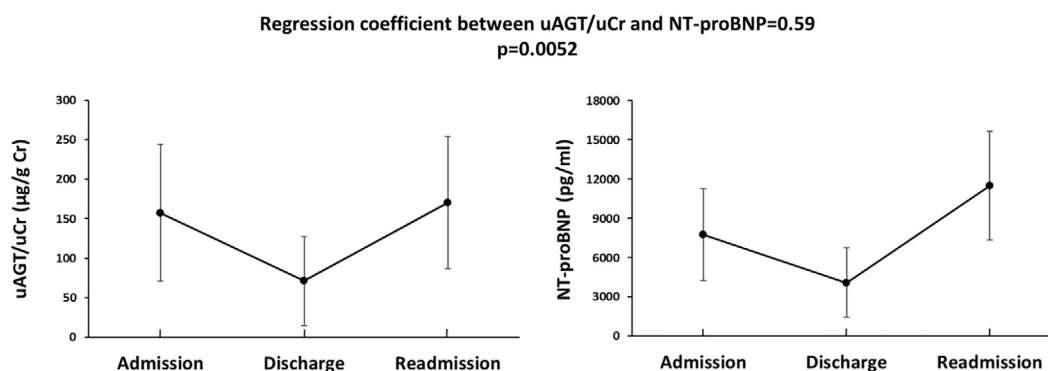 Regression coefficient between uAGT/uCr and NT-proBNP=0.59
p=0.0052
uAGT/uCr (μg/g Cr)
300
250
200
150
100
50
0
Admission Discharge Readmission
NT-proBNP (pg/ml)
18000
15000
12000
9000
6000
3000
0
Admission Discharge Readmission